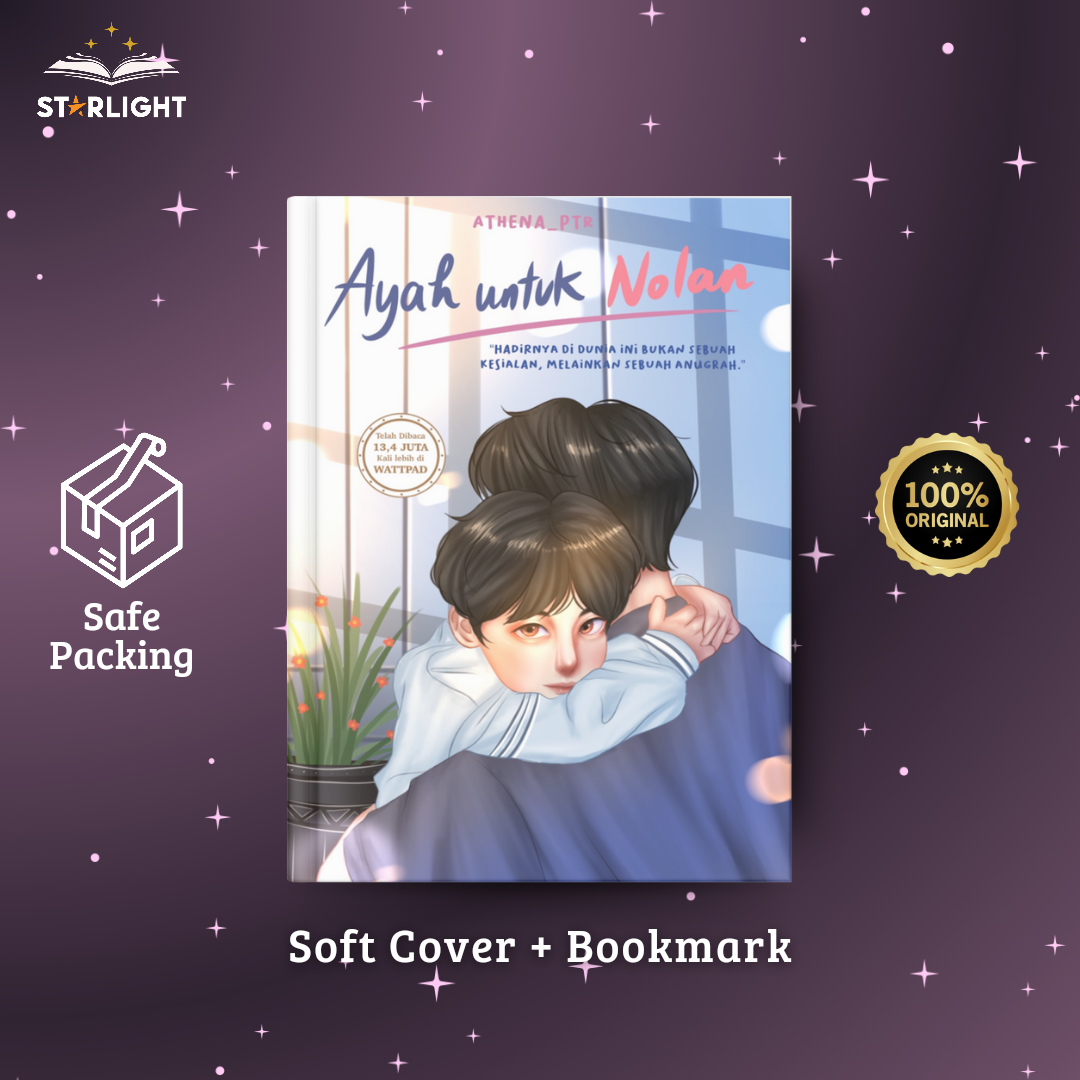 STARLIGHT
ATHENA_PTR
Ayah untuk Nolan
"HADIRNYA DI DUNIA INI BUKAN SEBUAH
KESIALAN, MELAINKAN SEBUAH ANUGRAH."
Telah Dibaca
13,4 JUTA
Kali lebih di
WATTPAD
100%
ORIGINAL
Safe
Packing
Soft Cover + Bookmark